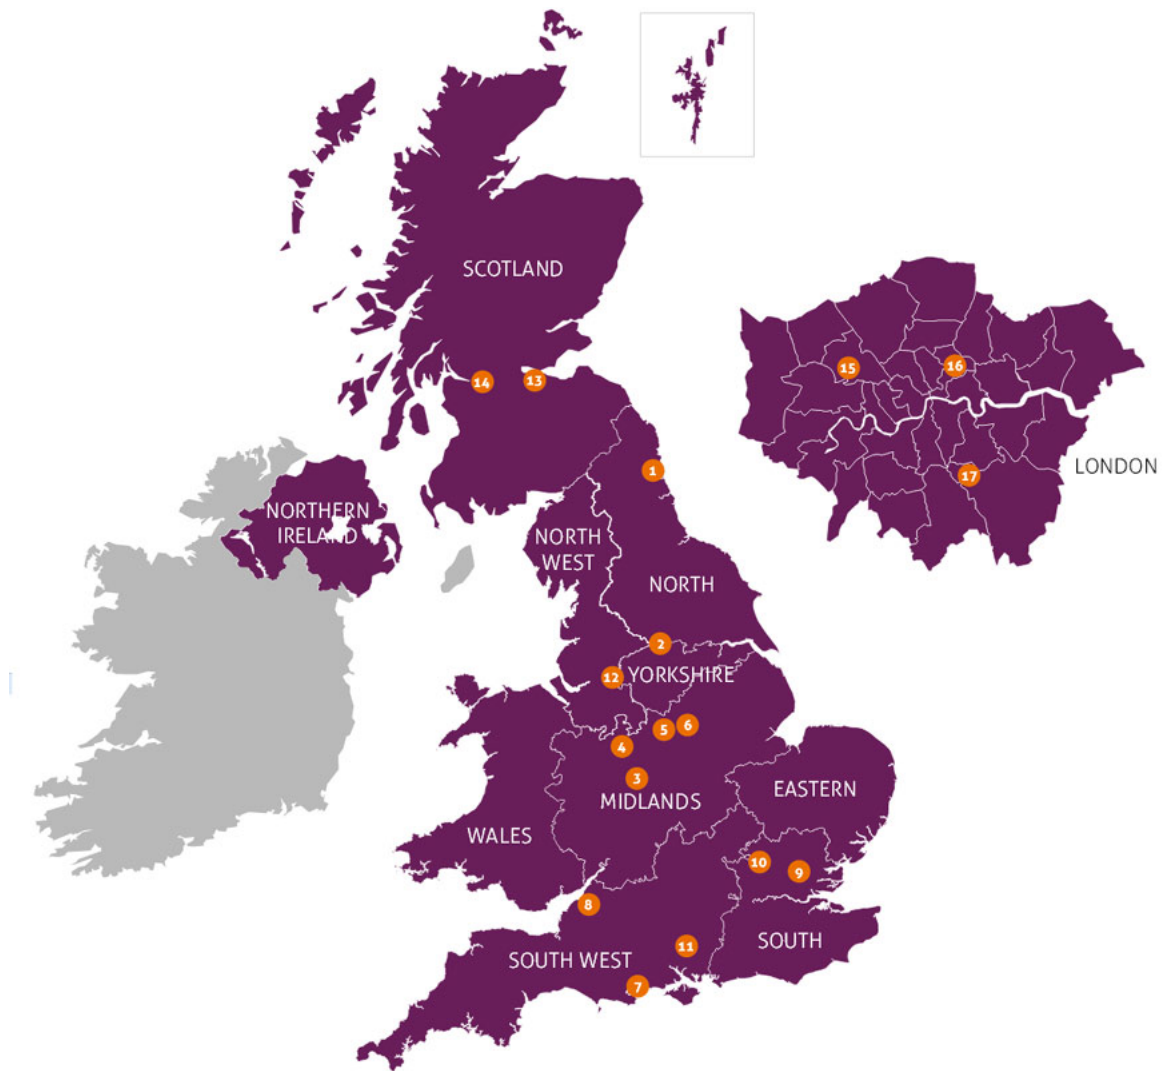 SCOTLAND
14
13
15
16
1
LONDON
17
NORTHERN
IRELAND
NORTH
WEST
NORTH
2
12
YORKSHIRE
6
5
4
3
MIDLANDS
EASTERN
WALES
10
9
8
SOUTH
11
SOUTH WEST
7